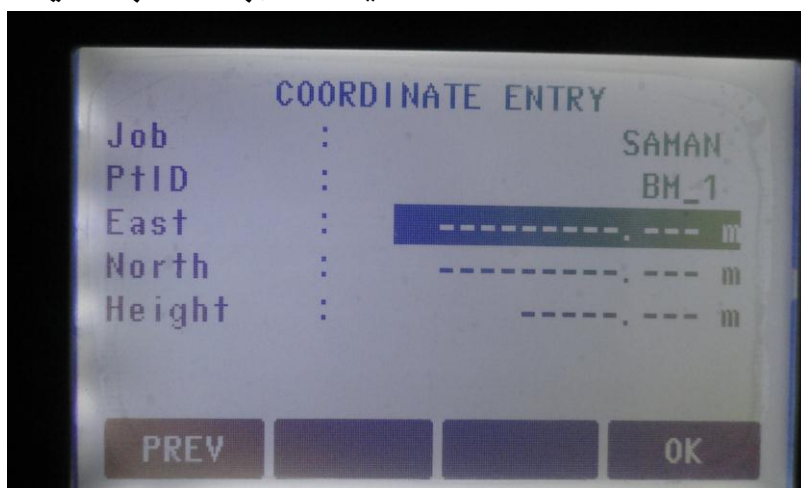 COORDINATE ENTRY
Job : SAMAN
PtID : BM_1
East : ---------.--- m
North : ---------.--- m
Height : -----.--- m
PREV OK